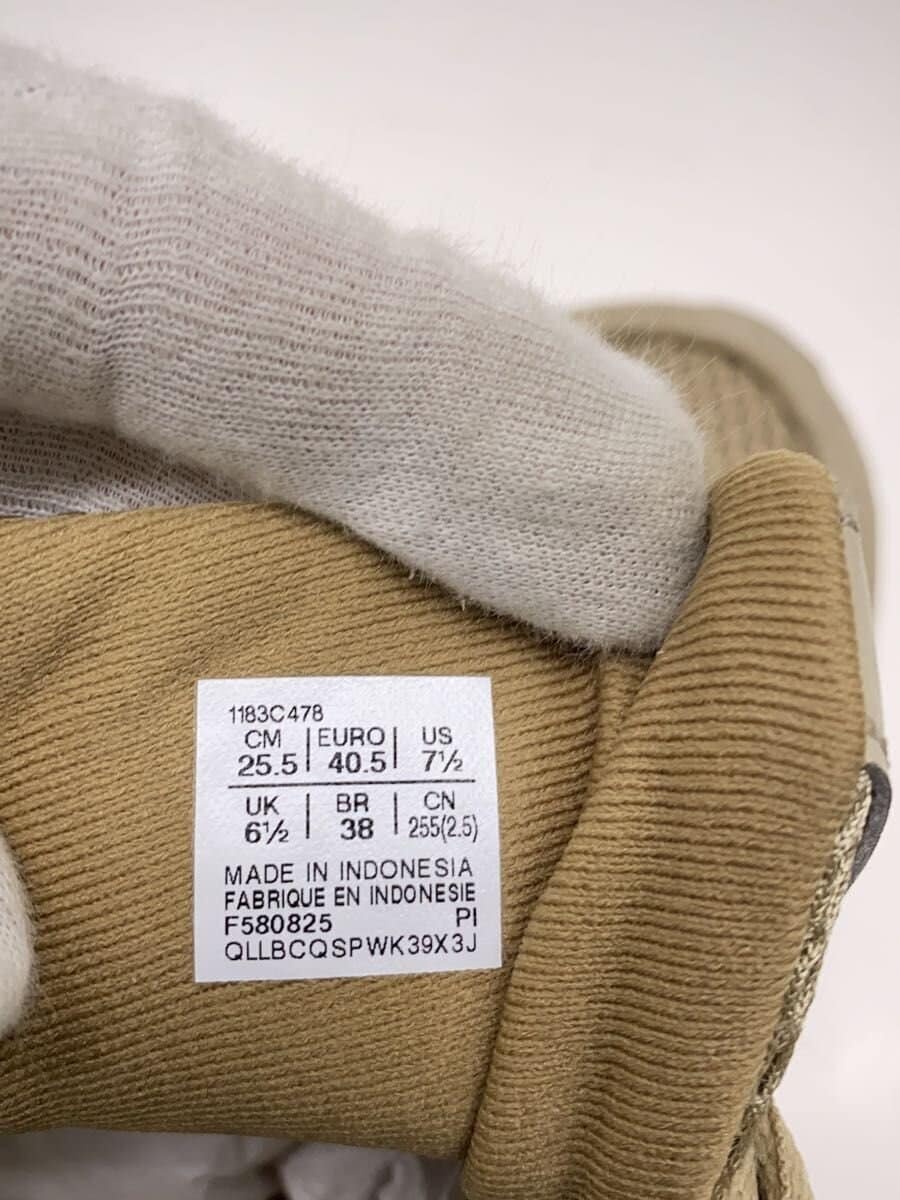 1183C478
CM EURO US
25.5 40.5 7½
UK BR CN
6½ 38 255(2.5)
MADE IN INDONESIA
FABRIQUE EN INDONESIE
F580825 PI
QLLBCQSPWK39X3J